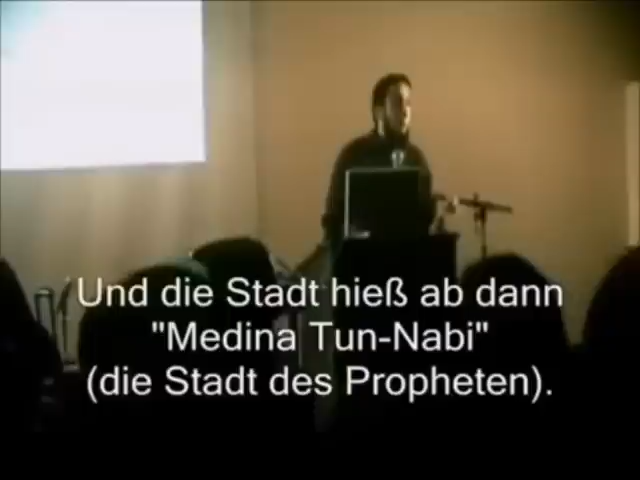 Und die Stadt hieß ab dann
"Medina Tun-Nabi"
(die Stadt des Propheten).